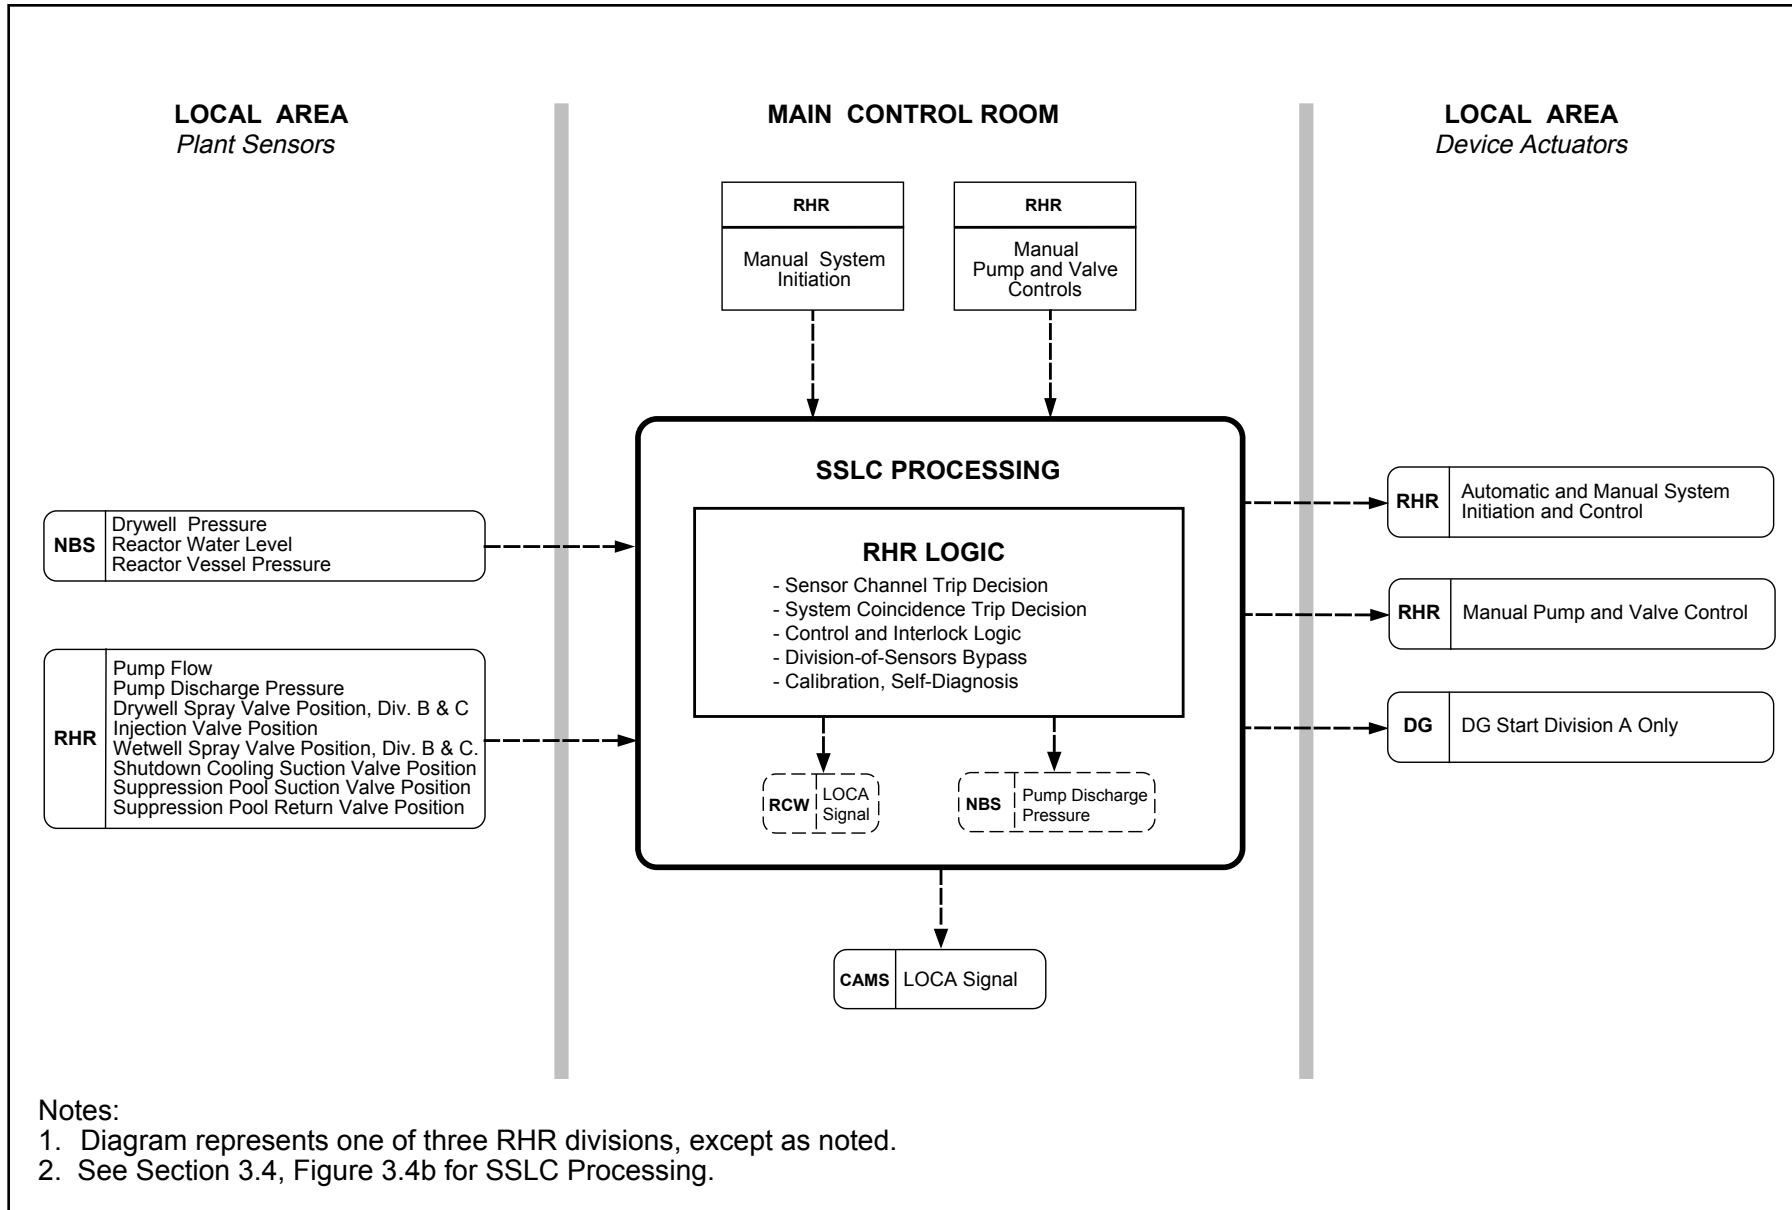 LOCAL AREA
Plant Sensors
MAIN CONTROL ROOM
LOCAL AREA
Device Actuators
RHR
Manual System
Initiation
RHR
Manual
Pump and Valve
Controls
NBS
Drywell Pressure
Reactor Water Level
Reactor Vessel Pressure
RHR
Pump Flow
Pump Discharge Pressure
Drywell Spray Valve Position, Div. B & C
Injection Valve Position
Wetwell Spray Valve Position, Div. B & C.
Shutdown Cooling Suction Valve Position
Suppression Pool Suction Valve Position
Suppression Pool Return Valve Position
SSLC PROCESSING
RHR LOGIC
- Sensor Channel Trip Decision
- System Coincidence Trip Decision
- Control and Interlock Logic
- Division-of-Sensors Bypass
- Calibration, Self-Diagnosis
RCW
LOCA
Signal
NBS
Pump Discharge
Pressure
CAMS
LOCA Signal
RHR
Automatic and Manual System
Initiation and Control
RHR
Manual Pump and Valve Control
DG
DG Start Division A Only
Notes:
1. Diagram represents one of three RHR divisions, except as noted.
2. See Section 3.4, Figure 3.4b for SSLC Processing.